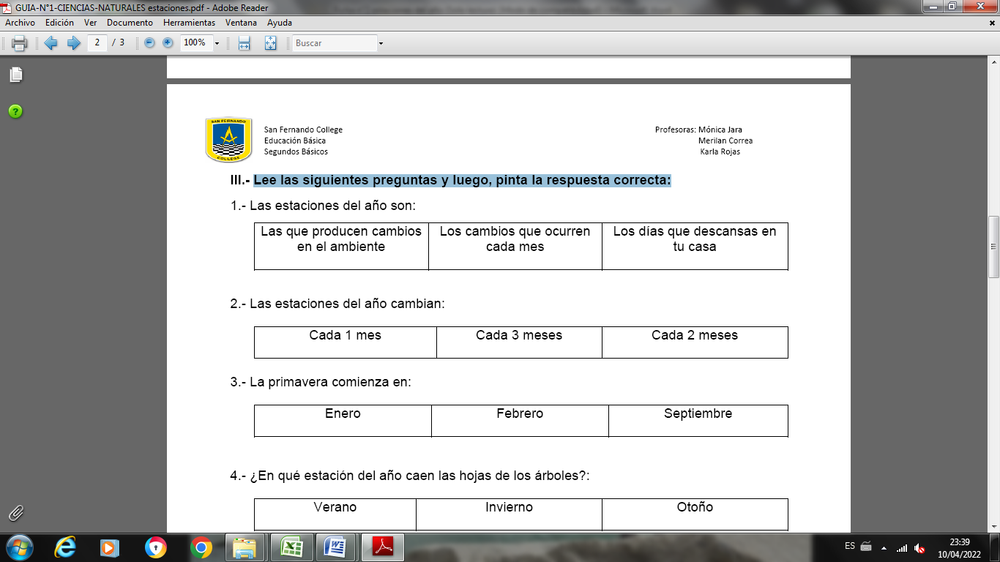 GUIA-N°1-CIENCIAS-NATURALES estaciones.pdf - Adobe Reader
Archivo Edición Ver Documento Herramientas Ventana Ayuda
2 / 3 100% Buscar
SAN FERNANDO
COLLEGE
San Fernando College Profesoras: Mónica Jara
Educación Básica Merilan Correa
Segundos Básicos Karla Rojas
III.- Lee las siguientes preguntas y luego, pinta la respuesta correcta:
1.- Las estaciones del año son:
Las que producen cambios en el ambiente
Los cambios que ocurren cada mes
Los días que descansas en tu casa
2.- Las estaciones del año cambian:
Cada 1 mes Cada 3 meses Cada 2 meses
3.- La primavera comienza en:
Enero Febrero Septiembre
4.- ¿En qué estación del año caen las hojas de los árboles?:
Verano Invierno Otoño
ES 23:39
10/04/2022